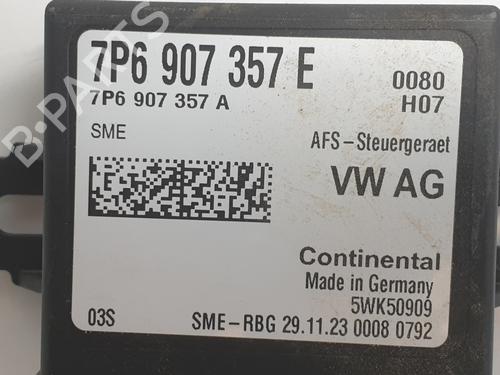 7P6 907 357 E
0080
7P6 907 357 A
H07
SME
AFS-Steuergeraet
VW AG
Continental
Made in Germany
5WK50909
03S
SME-RBG 29.11.23 0008 0792
B-PARTS